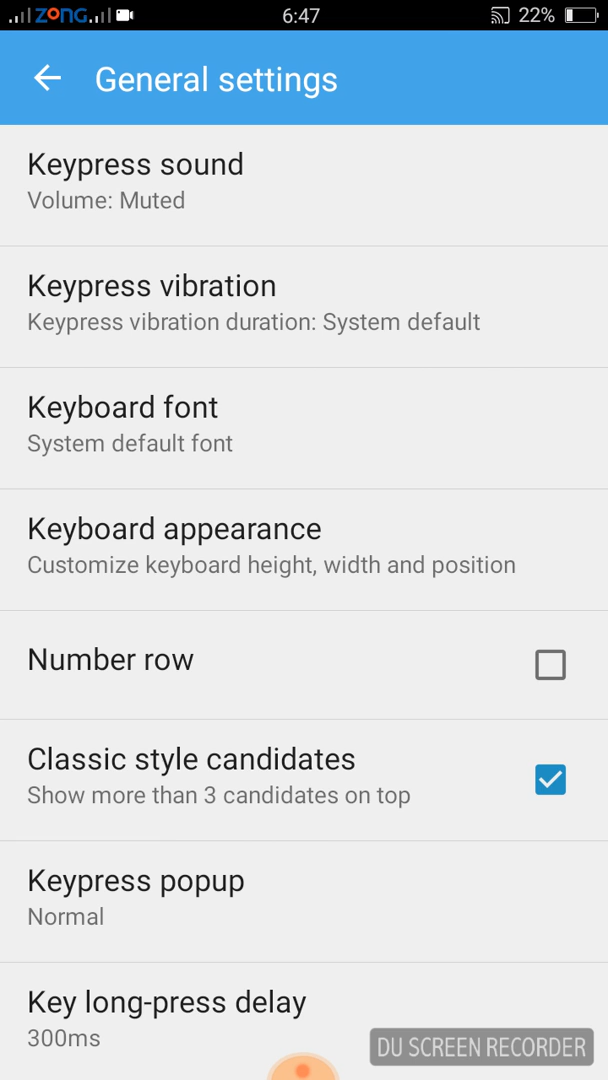 ZONG 6:47 22%
General settings
Keypress sound
Volume: Muted
Keypress vibration
Keypress vibration duration: System default
Keyboard font
System default font
Keyboard appearance
Customize keyboard height, width and position
Number row
Classic style candidates
Show more than 3 candidates on top
Keypress popup
Normal
Key long-press delay
300ms
DU SCREEN RECORDER